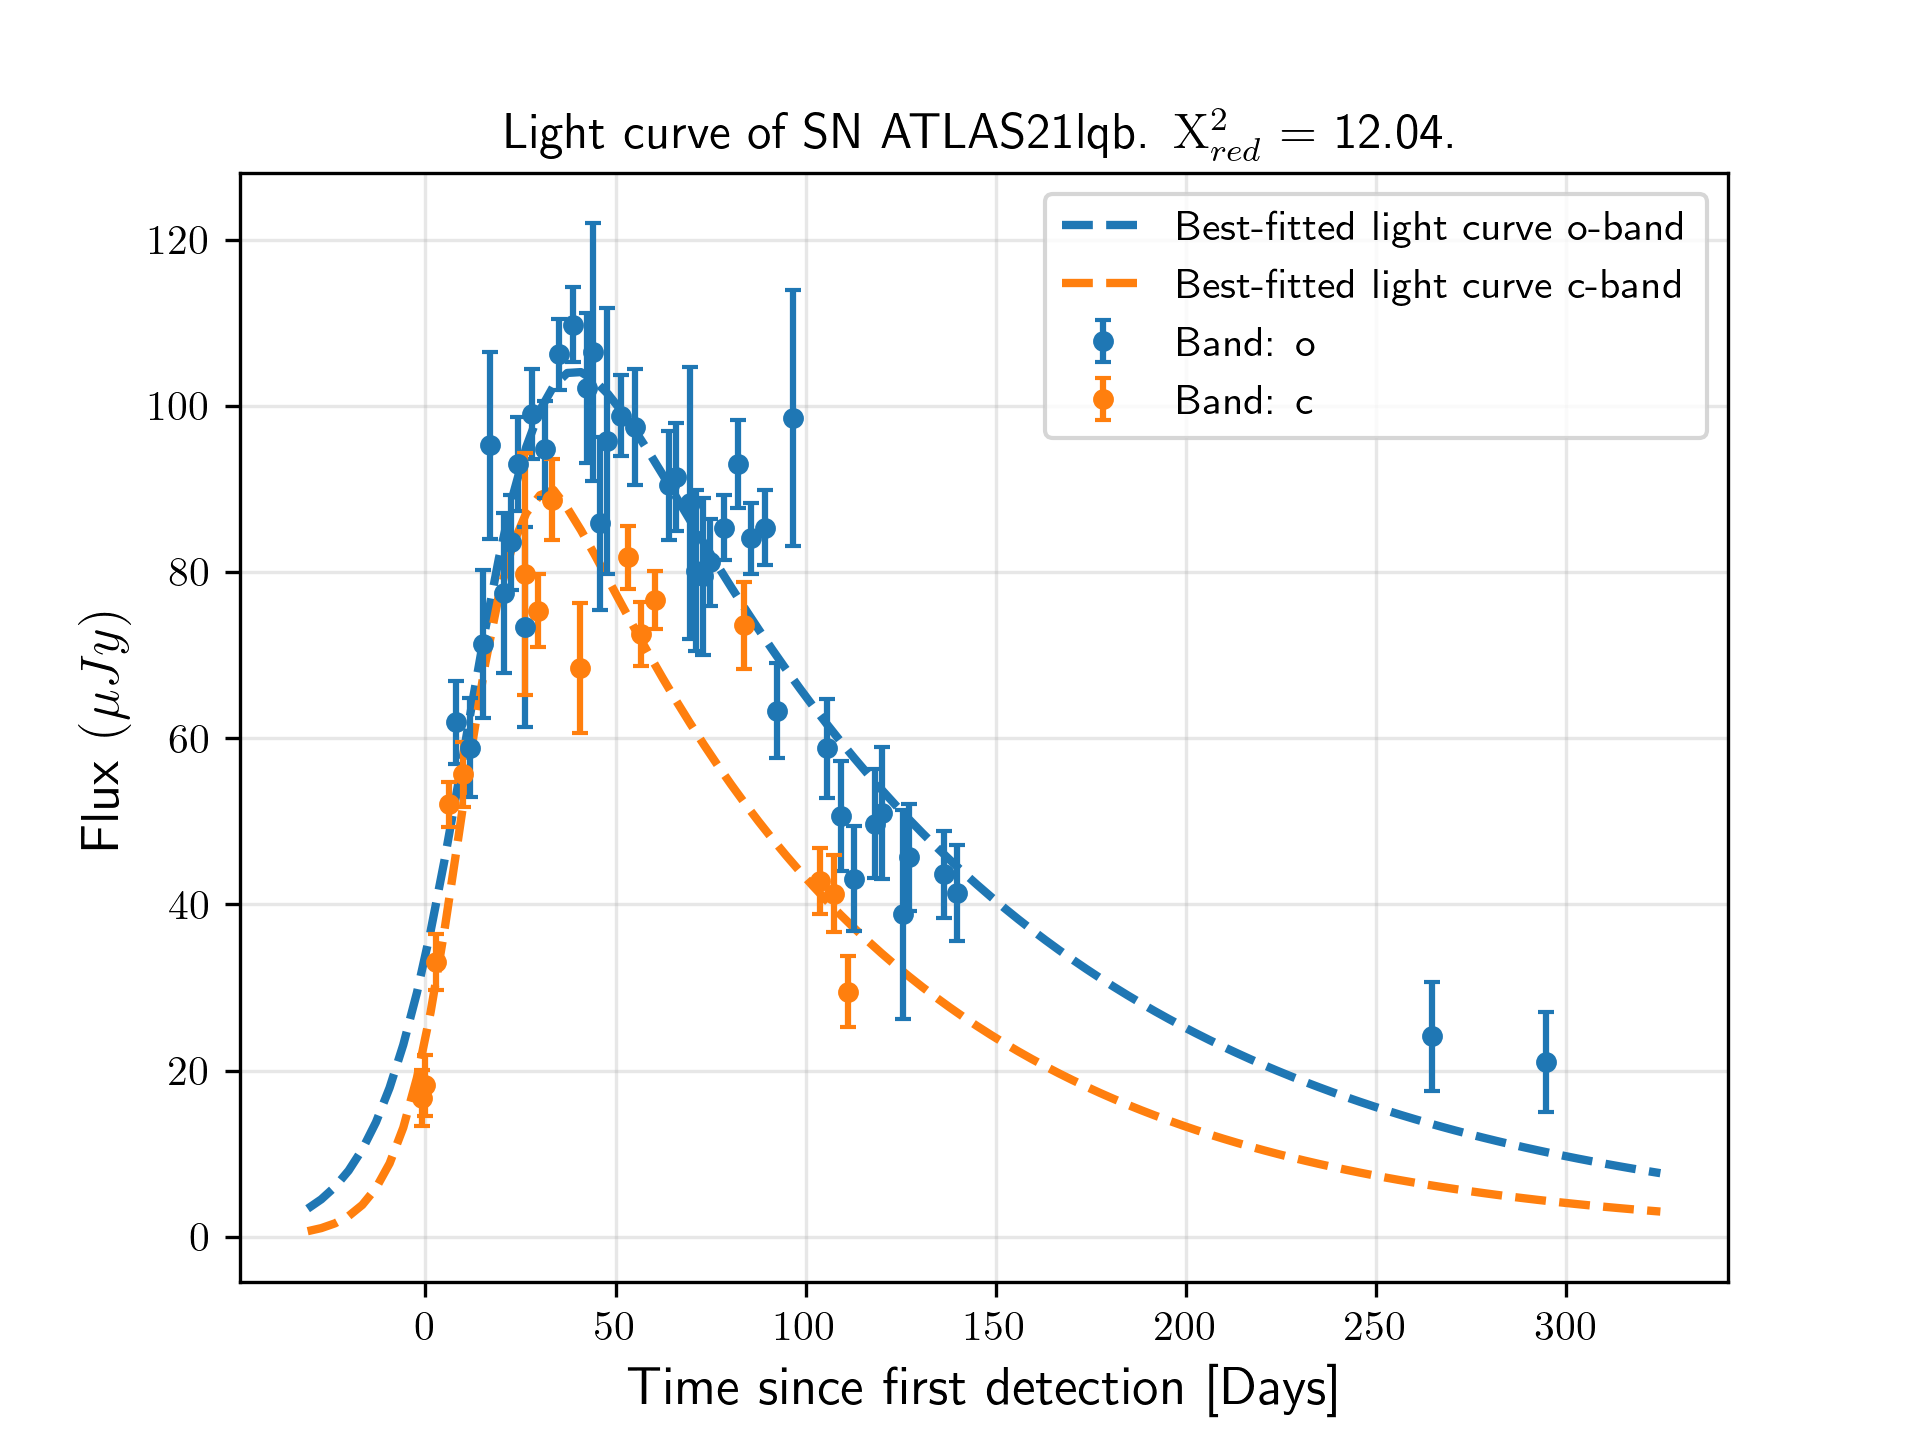 Light curve of SN ATLAS21lqb. X²_red = 12.04.
Best-fitted light curve o-band
Best-fitted light curve c-band
Band: o
Band: c
Flux (μJy)
120
100
80
60
40
20
0
0 50 100 150 200 250 300
Time since first detection [Days]